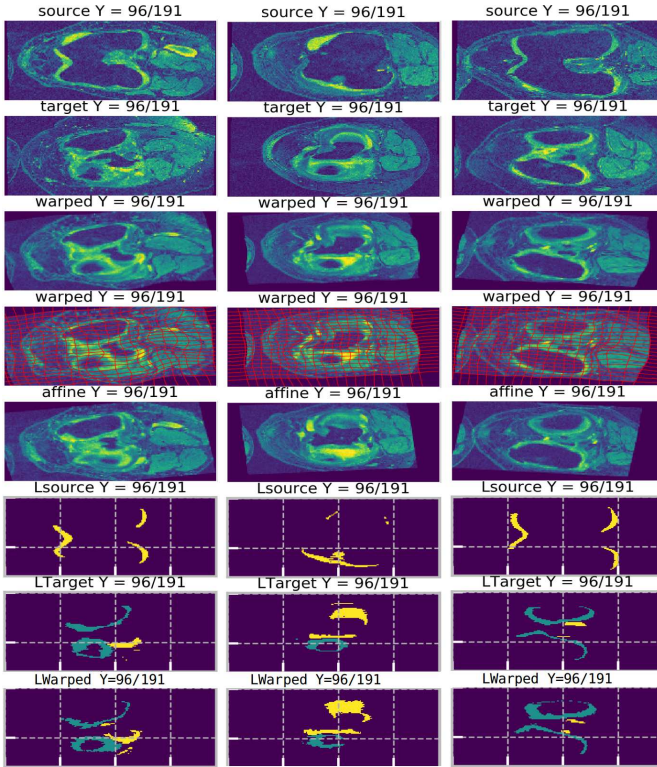 source Y = 96/191 source Y = 96/191 source Y = 96/191
target Y = 96/191 target Y = 96/191 target Y = 96/191
warped Y = 96/191 warped Y = 96/191 warped Y = 96/191
warped Y = 96/191 warped Y = 96/191 warped Y = 96/191
affine Y = 96/191 affine Y = 96/191 affine Y = 96/191
Lsource Y = 96/191 Lsource Y = 96/191 Lsource Y = 96/191
LTarget Y = 96/191 LTarget Y = 96/191 LTarget Y = 96/191
LWarped Y=96/191 LWarped Y=96/191 LWarped Y=96/191